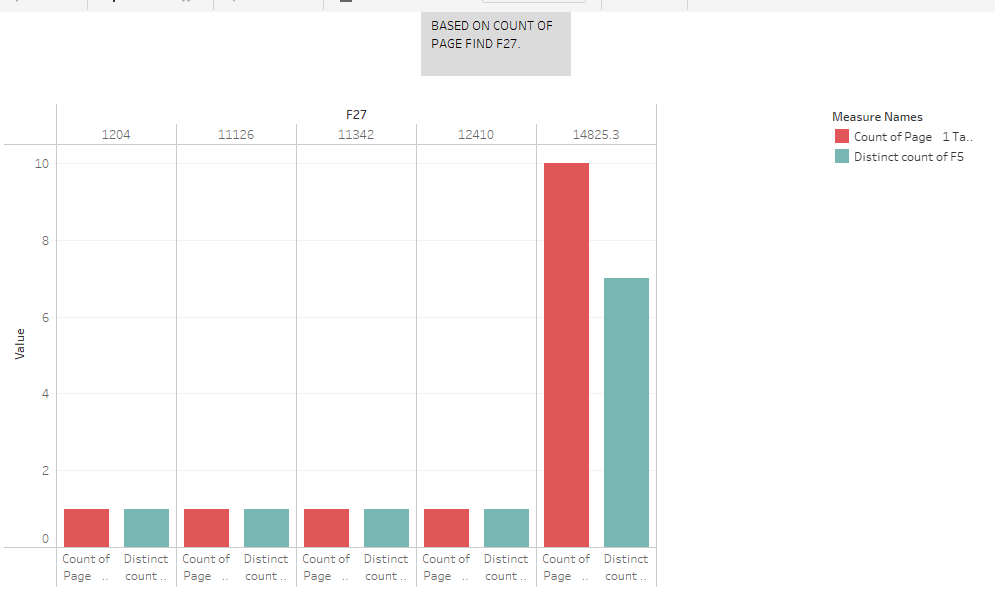 BASED ON COUNT OF
PAGE FIND F27.
F27
1204
11126
11342
12410
14825.3
Measure Names
Count of Page 1 Ta..
Distinct count of F5
10
8
6
4
2
0
Value
Count of
Page ..
Distinct
count ..
Count of
Page ..
Distinct
count ..
Count of
Page ..
Distinct
count ..
Count of
Page ..
Distinct
count ..
Count of
Page ..
Distinct
count ..